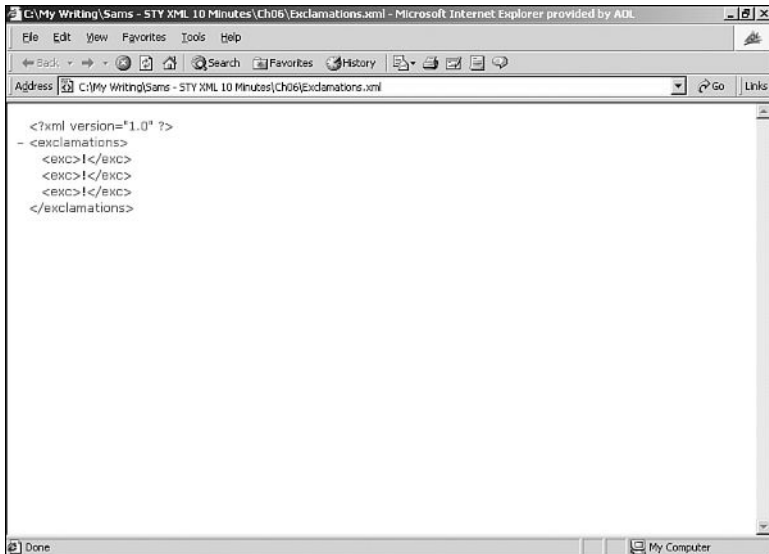 C:\My Writing\Sams - STY XML 10 Minutes\Ch06\Exclamations.xml - Microsoft Internet Explorer provided by AOL
File Edit View Favorites Tools Help
Back Search Favorites History
Address C:\My Writing\Sams - STY XML 10 Minutes\Ch06\Exclamations.xml Go Links
<?xml version="1.0" ?>
- <exclamations>
<exc>!</exc>
<exc>!</exc>
<exc>!</exc>
</exclamations>
Done My Computer